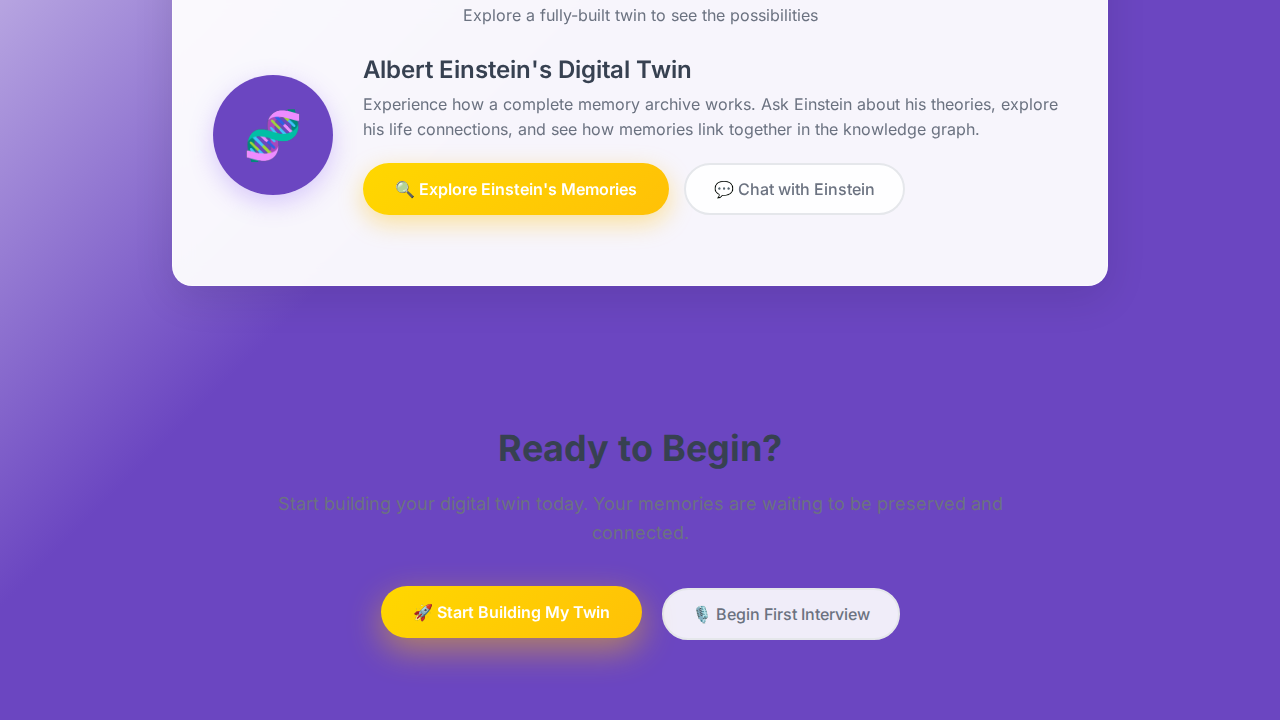 Explore a fully-built twin to see the possibilities
Albert Einstein's Digital Twin
Experience how a complete memory archive works. Ask Einstein about his theories, explore
his life connections, and see how memories link together in the knowledge graph.
🔍 Explore Einstein's Memories
💬 Chat with Einstein
Ready to Begin?
Start building your digital twin today. Your memories are waiting to be preserved and
connected.
🚀 Start Building My Twin
🎙️ Begin First Interview